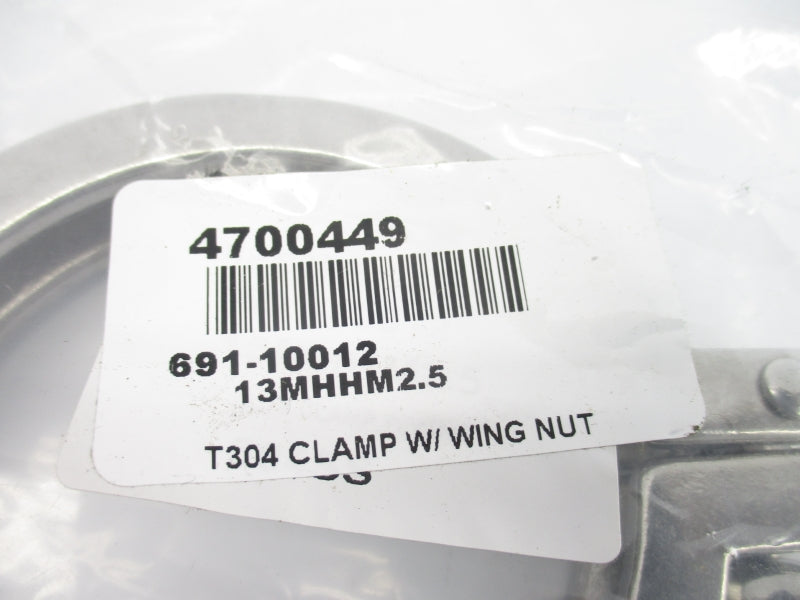 4700449
691-10012
13MHHM2.5
T304 CLAMP W/ WING NUT